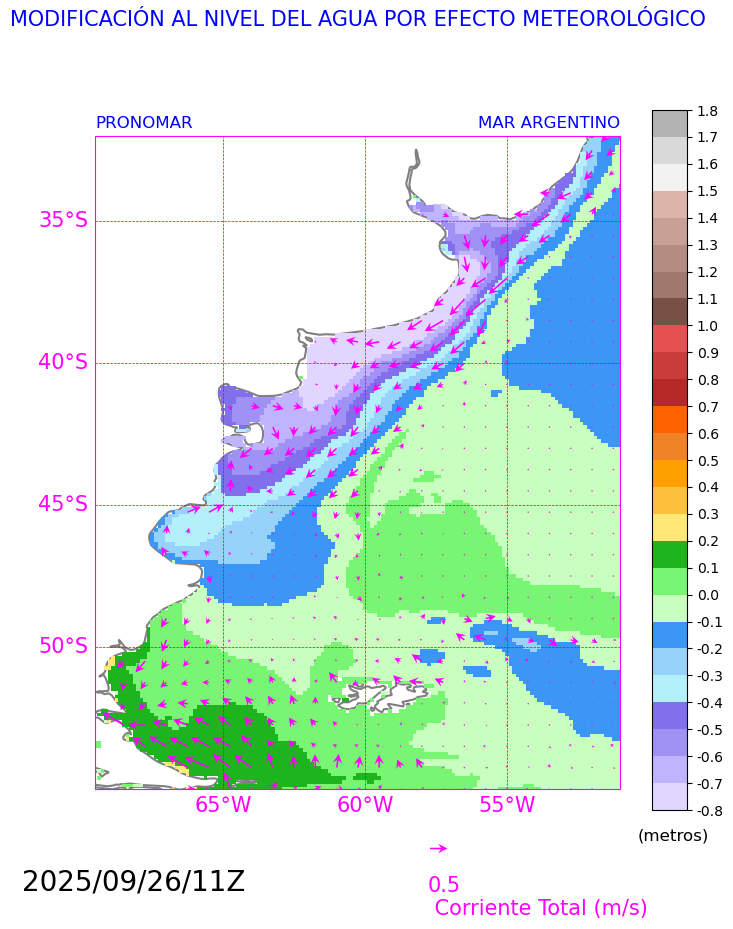 MODIFICACIÓN AL NIVEL DEL AGUA POR EFECTO METEOROLÓGICO
PRONOMAR MAR ARGENTINO
1.8
1.7
1.6
1.5
1.4
1.3
1.2
1.1
1.0
0.9
0.8
0.7
0.6
0.5
0.4
0.3
0.2
0.1
0.0
-0.1
-0.2
-0.3
-0.4
-0.5
-0.6
-0.7
-0.8
(metros)
35°S
40°S
45°S
50°S
65°W 60°W 55°W
2025/09/26/11Z
0.5
Corriente Total (m/s)